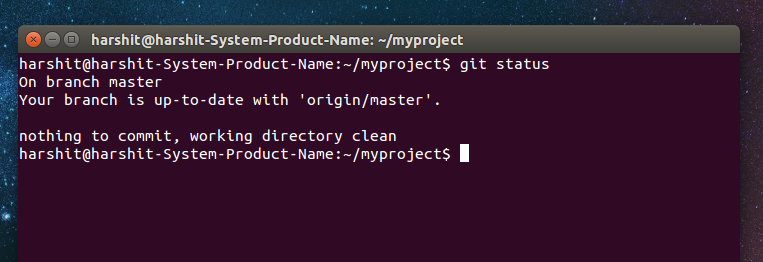 harshit@harshit-System-Product-Name: ~/myproject
harshit@harshit-System-Product-Name:~/myproject$ git status
On branch master
Your branch is up-to-date with 'origin/master'.
nothing to commit, working directory clean
harshit@harshit-System-Product-Name:~/myproject$